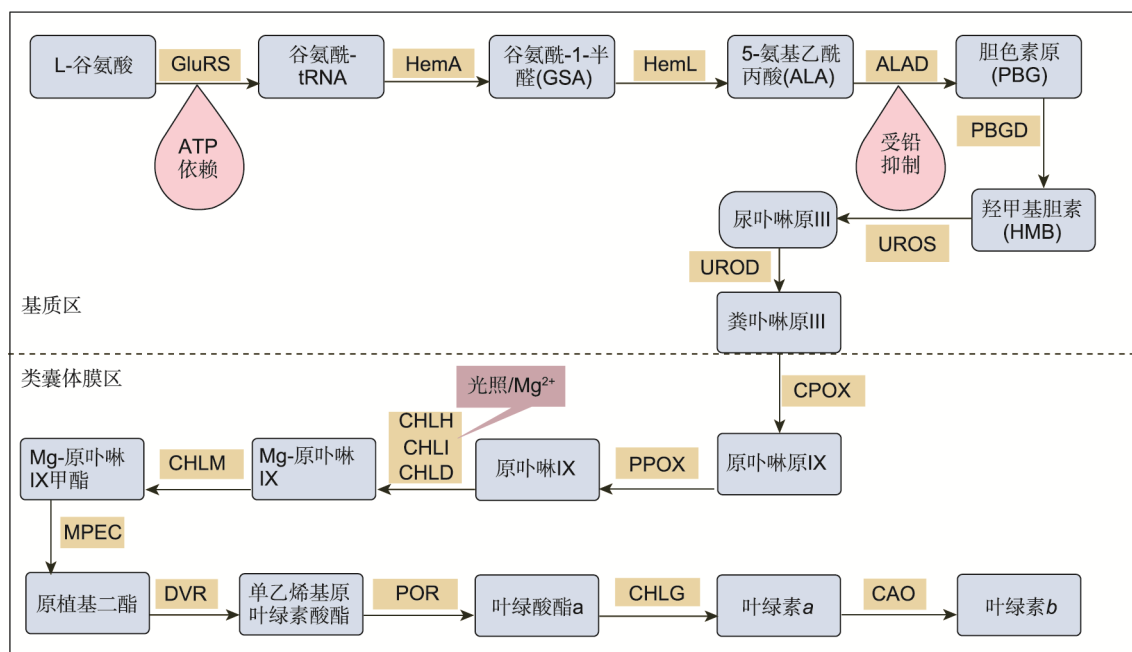 L-谷氨酸
GluRS
谷氨酰-
tRNA
HemA
谷氨酰-1-半
醛(GSA)
HemL
5-氨基乙酰
丙酸(ALA)
ALAD
胆色素原
(PBG)
ATP
依赖
受铅
抑制
PBGD
羟甲基胆素
(HMB)
UROS
尿卟啉原III
UROD
粪卟啉原III
基质区
类囊体膜区
CPOX
原卟啉原IX
PPOX
原卟啉IX
光照/Mg²⁺
CHLH
CHLI
CHLD
Mg-原卟啉
IX
CHLM
Mg-原卟啉
IX甲酯
MPEC
原植基二酯
DVR
单乙烯基原
叶绿素酸酯
POR
叶绿酸酯a
CHLG
叶绿素a
CAO
叶绿素b